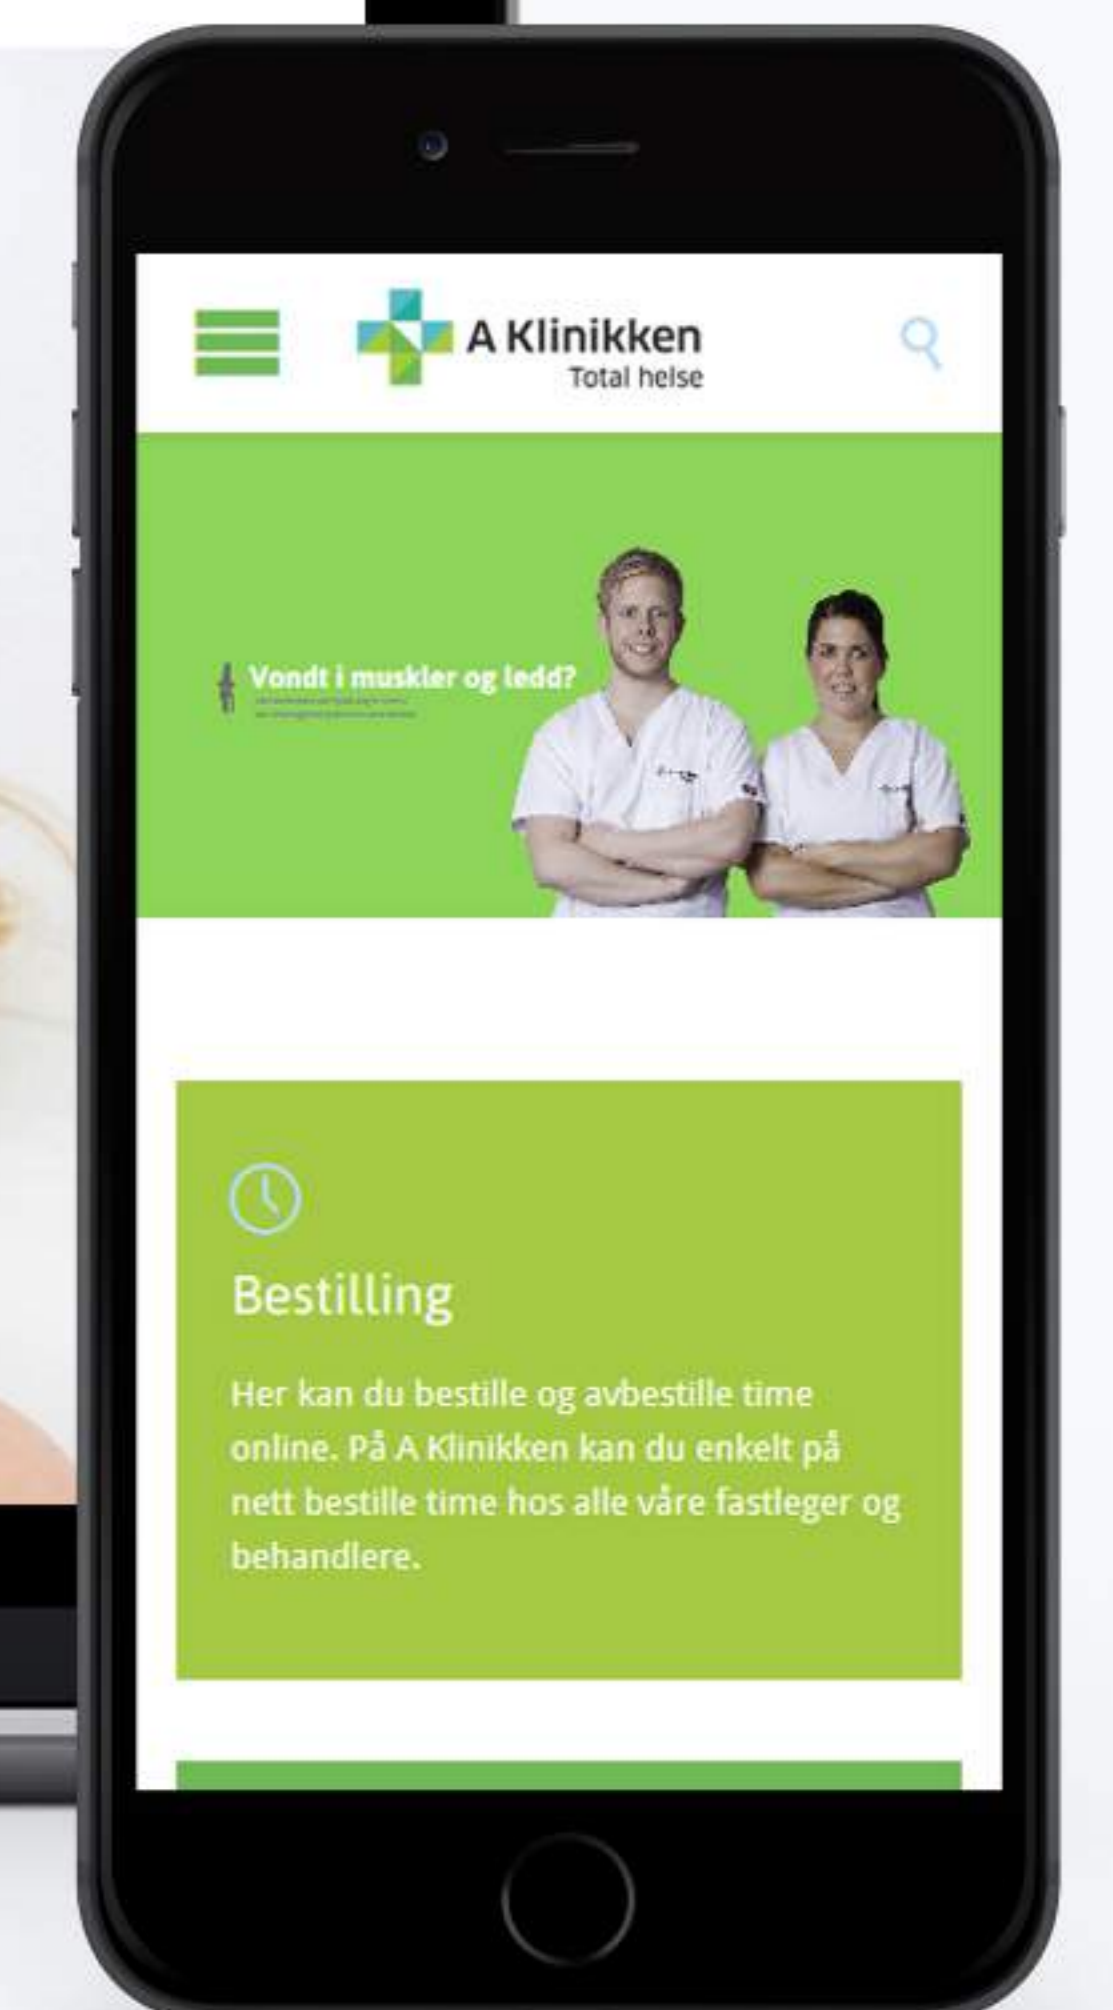 A Klinikken
Total helse
Vondt i muskler og ledd?
Bestilling
Her kan du bestille og avbestille time
online. På A Klinikken kan du enkelt på
nett bestille time hos alle våre fastleger og
behandlere.